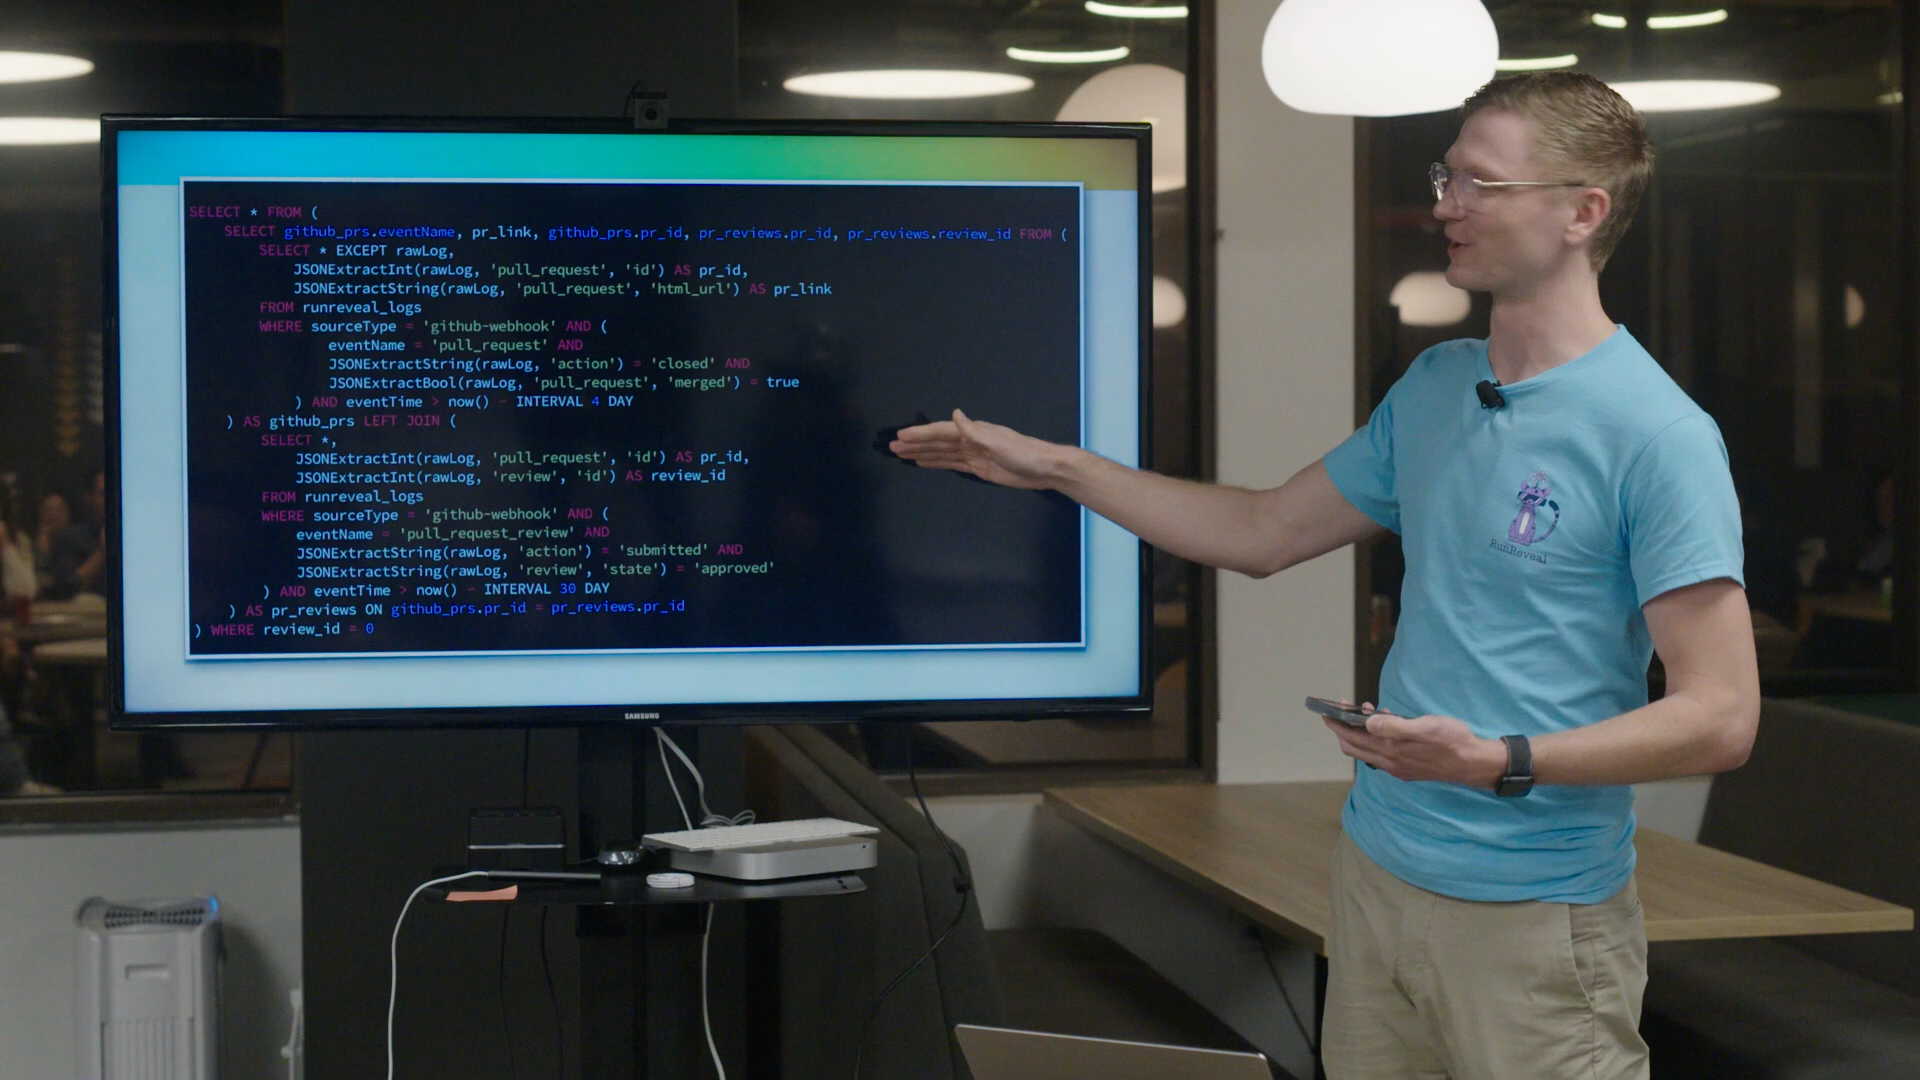 SELECT * FROM (
SELECT github_prs.eventName, pr_link, github_prs.pr_id, pr_reviews.pr_id, pr_reviews.review_id FROM (
SELECT * EXCEPT rawLog,
JSONExtractInt(rawLog, 'pull_request', 'id') AS pr_id,
JSONExtractString(rawLog, 'pull_request', 'html_url') AS pr_link
FROM runreveal_logs
WHERE sourceType = 'github-webhook' AND (
eventName = 'pull_request' AND
JSONExtractString(rawLog, 'action') = 'closed' AND
JSONExtractBool(rawLog, 'pull_request', 'merged') = true
) AND eventTime > now() - INTERVAL 4 DAY
) AS github_prs LEFT JOIN (
SELECT *,
JSONExtractInt(rawLog, 'pull_request', 'id') AS pr_id,
JSONExtractInt(rawLog, 'review', 'id') AS review_id
FROM runreveal_logs
WHERE sourceType = 'github-webhook' AND (
eventName = 'pull_request_review' AND
JSONExtractString(rawLog, 'action') = 'submitted' AND
JSONExtractString(rawLog, 'review', 'state') = 'approved'
) AND eventTime > now() - INTERVAL 30 DAY
) AS pr_reviews ON github_prs.pr_id = pr_reviews.pr_id
) WHERE review_id = 0
SAMSUNG
RunReveal